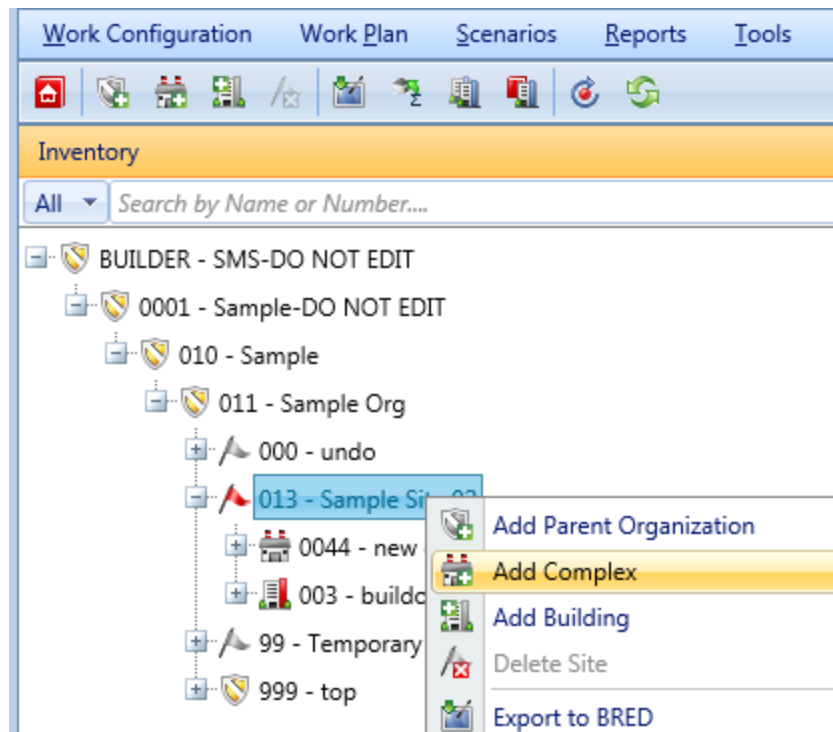 Work Configuration Work Plan Scenarios Reports Tools
Inventory
All Search by Name or Number....
BUILDER - SMS-DO NOT EDIT
0001 - Sample-DO NOT EDIT
010 - Sample
011 - Sample Org
000 - undo
013 - Sample
Add Parent Organization
0044 - new
Add Complex
003 -
Add Building
99 - Temporary
Delete Site
999 - top
Export to BRED